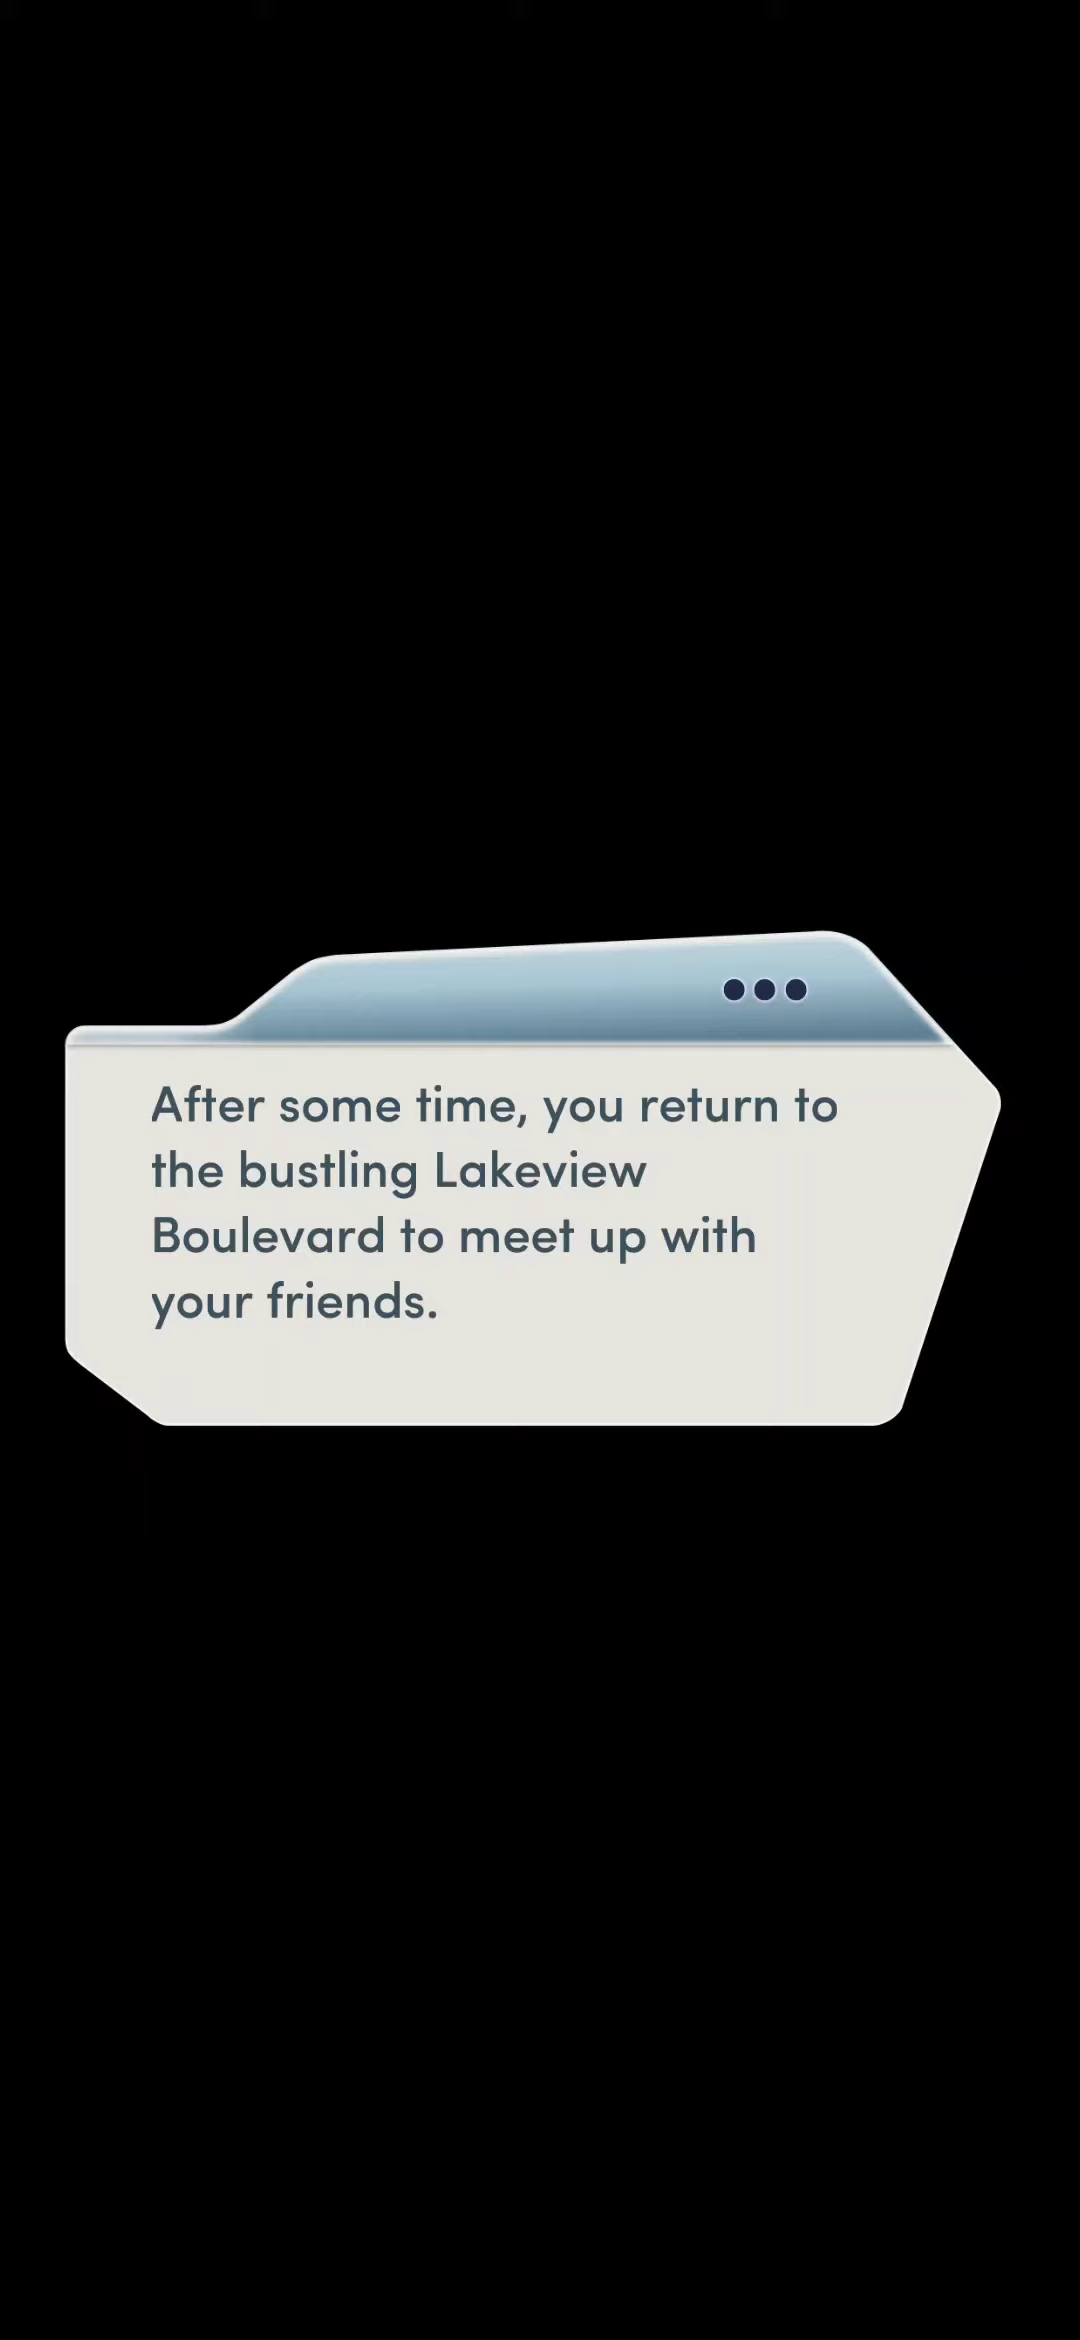 After some time, you return to
the bustling Lakeview
Boulevard to meet up with
your friends.